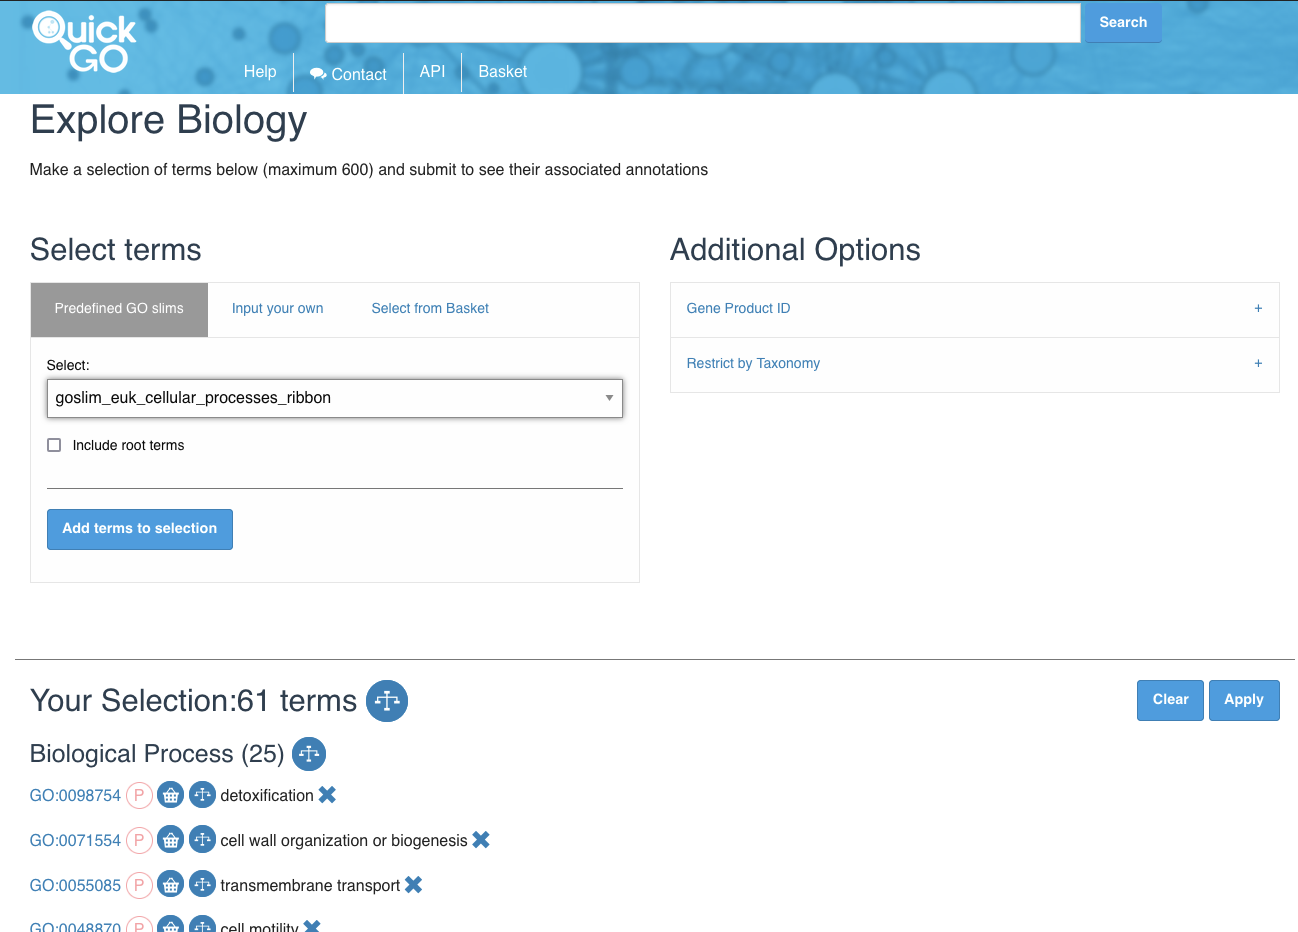 Quick
GO
Search
Help
Contact
API
Basket
Explore Biology
Make a selection of terms below (maximum 600) and submit to see their associated annotations
Select terms
Additional Options
Predefined GO slims
Input your own
Select from Basket
Gene Product ID
+
Select:
Restrict by Taxonomy
+
goslim_euk_cellular_processes_ribbon
Include root terms
Add terms to selection
Your Selection:61 terms
Clear
Apply
Biological Process (25)
GO:0098754 P detoxification
GO:0071554 P cell wall organization or biogenesis
GO:0055085 P transmembrane transport
GO:0048870 P cell motility